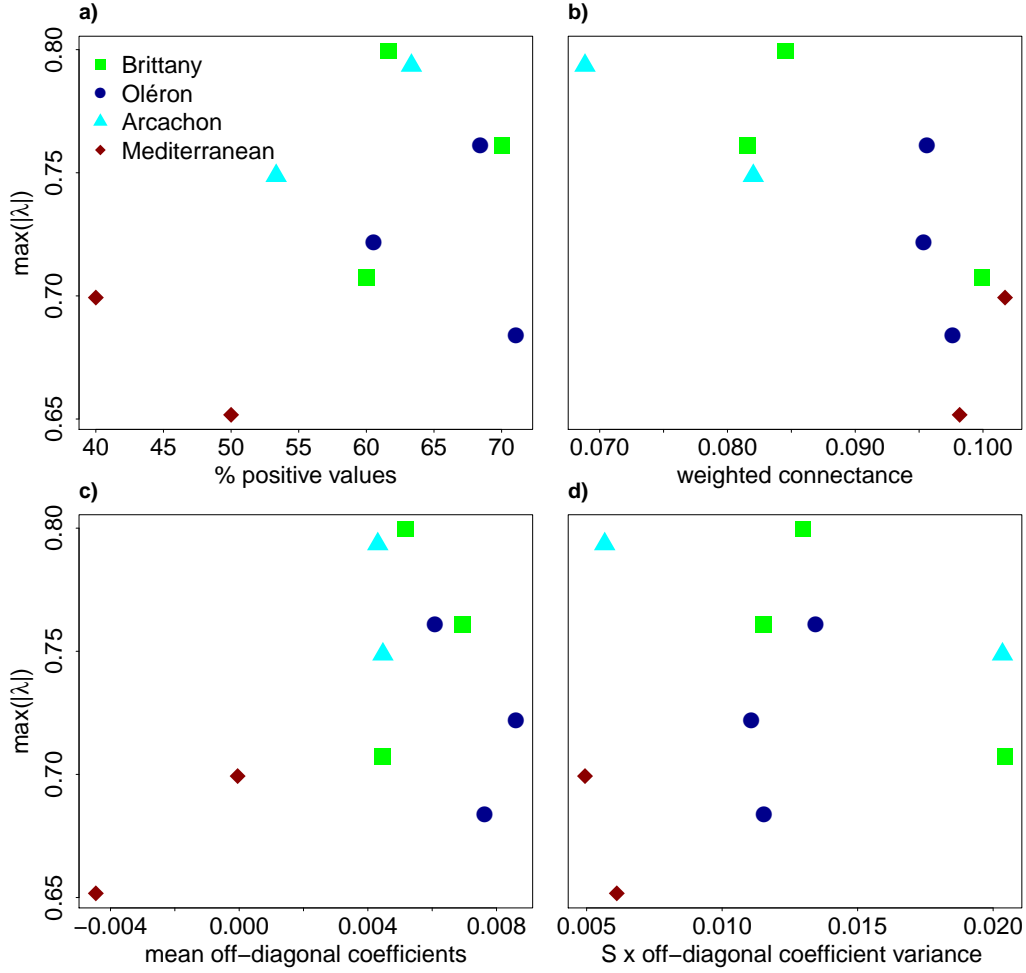 a)
0.80
0.75
0.70
0.65
max(|λ|)
Brittany
Oléron
Arcachon
Mediterranean
40 45 50 55 60 65 70
% positive values
b)
0.070 0.080 0.090 0.100
weighted connectance
c)
0.80
0.75
0.70
0.65
max(|λ|)
−0.004 0.000 0.004 0.008
mean off−diagonal coefficients
d)
0.005 0.010 0.015 0.020
S x off−diagonal coefficient variance